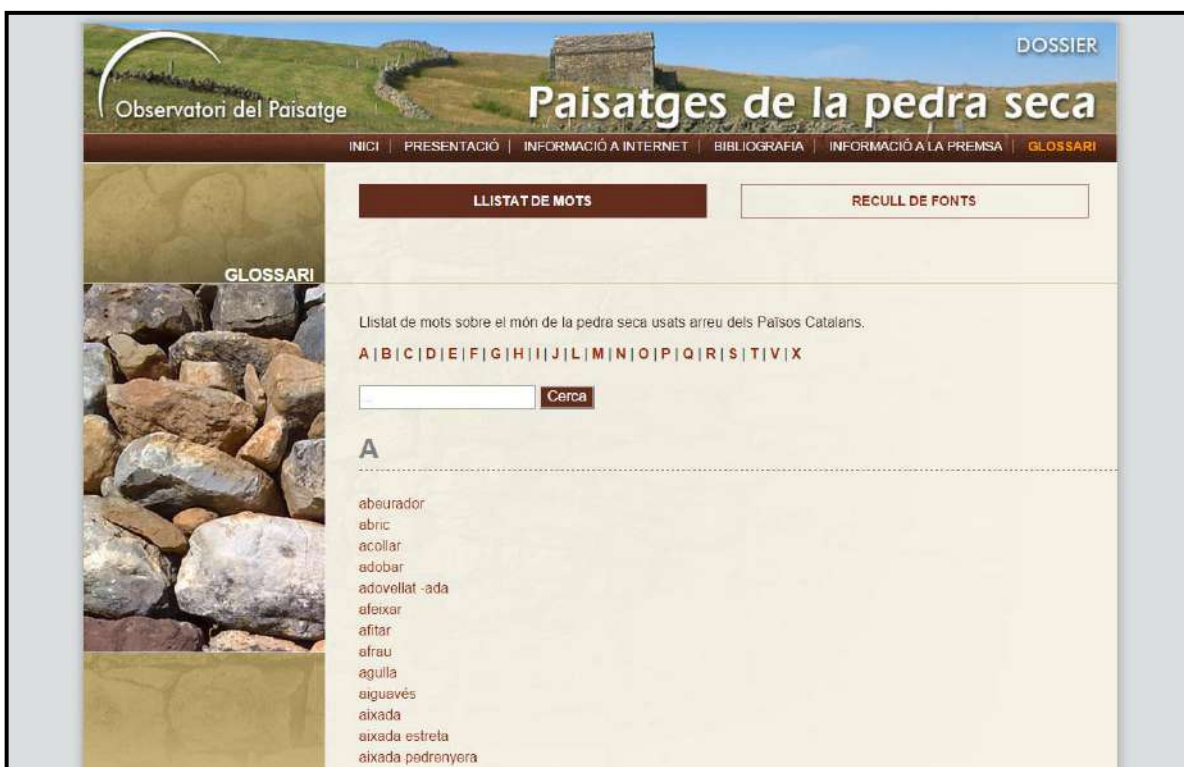 DOSSIER
Observatori del Paisatge
Paisatges de la pedra seca
INICI | PRESENTACIÓ | INFORMACIÓ A INTERNET | BIBLIOGRAFIA | INFORMACIÓ A LA PREMSA | GLOSSARI
LLISTAT DE MOTS
RECULL DE FONTS
GLOSSARI
Llistat de mots sobre el món de la pedra seca usats arreu dels Països Catalans.
A | B | C | D | E | F | G | H | I | J | L | M | N | O | P | Q | R | S | T | V | X
Cerca
A
abeurador
abric
acollar
adobar
adovellat -ada
afeixar
afitar
afrau
agulla
aiguavés
aixada
aixada estreta
aixada pedrenyera